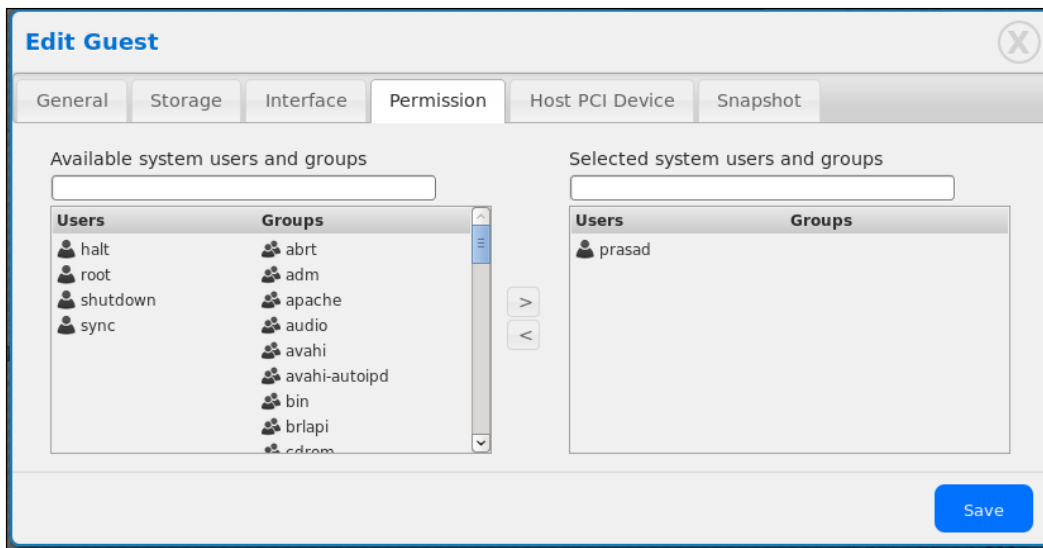 Edit Guest
X
General Storage Interface Permission Host PCI Device Snapshot
Available system users and groups
Users Groups
halt abrt
root adm
shutdown apache
sync audio
avahi
avahi-autoipd
bin
brlapi
cdrom
>
<
Selected system users and groups
Users Groups
prasad
Save